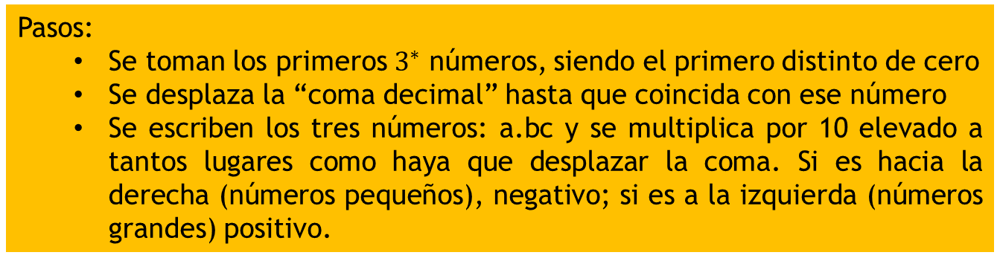 Pasos:
• Se toman los primeros 3* números, siendo el primero distinto de cero
• Se desplaza la “coma decimal” hasta que coincida con ese número
• Se escriben los tres números: a.bc y se multiplica por 10 elevado a
tantos lugares como haya que desplazar la coma. Si es hacia la
derecha (números pequeños), negativo; si es a la izquierda (números
grandes) positivo.